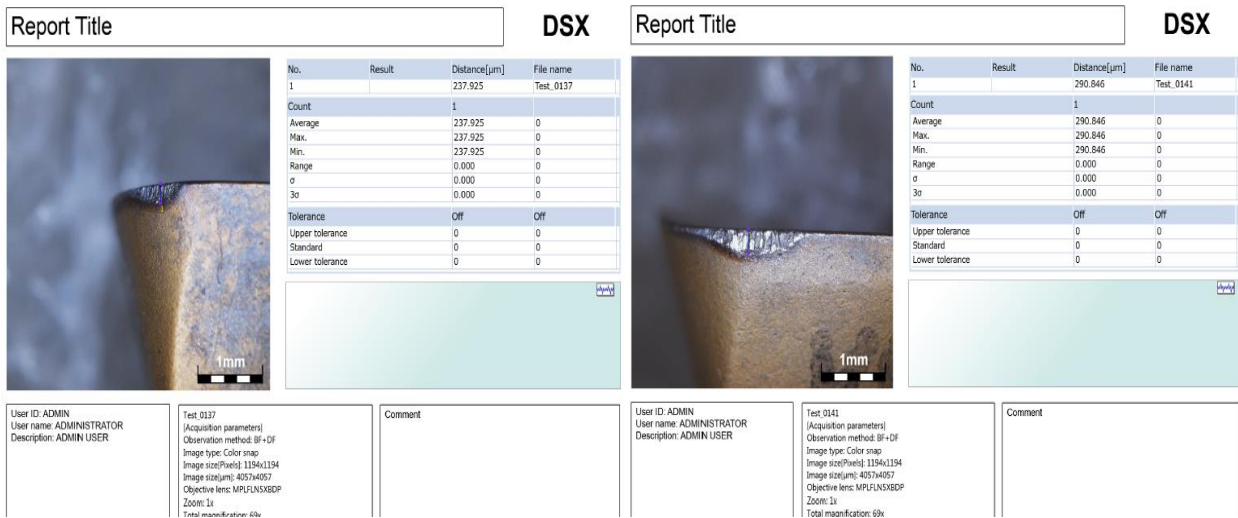 Report Title
DSX
No. Result Distance[µm] File name
1 237.925 Test_0137
Count 1
Average 237.925 0
Max. 237.925 0
Min. 237.925 0
Range 0.000 0
σ 0.000 0
3σ 0.000 0
Tolerance Off Off
Upper tolerance 0 0
Standard 0 0
Lower tolerance 0 0
1mm
User ID: ADMIN
User name: ADMINISTRATOR
Description: ADMIN USER
Test_0137
[Acquisition parameters]
Observation method: BF+DF
Image type: Color snap
Image size[Pixels]: 1194x1194
Image size[µm]: 4057x4057
Objective lens: MPLFLN5XBDP
Zoom: 1x
Total magnification: 69x
Comment
Report Title
DSX
No. Result Distance[µm] File name
1 290.846 Test_0141
Count 1
Average 290.846 0
Max. 290.846 0
Min. 290.846 0
Range 0.000 0
σ 0.000 0
3σ 0.000 0
Tolerance Off Off
Upper tolerance 0 0
Standard 0 0
Lower tolerance 0 0
1mm
User ID: ADMIN
User name: ADMINISTRATOR
Description: ADMIN USER
Test_0141
[Acquisition parameters]
Observation method: BF+DF
Image type: Color snap
Image size[Pixels]: 1194x1194
Image size[µm]: 4057x4057
Objective lens: MPLFLN5XBDP
Zoom: 1x
Total magnification: 69x
Comment